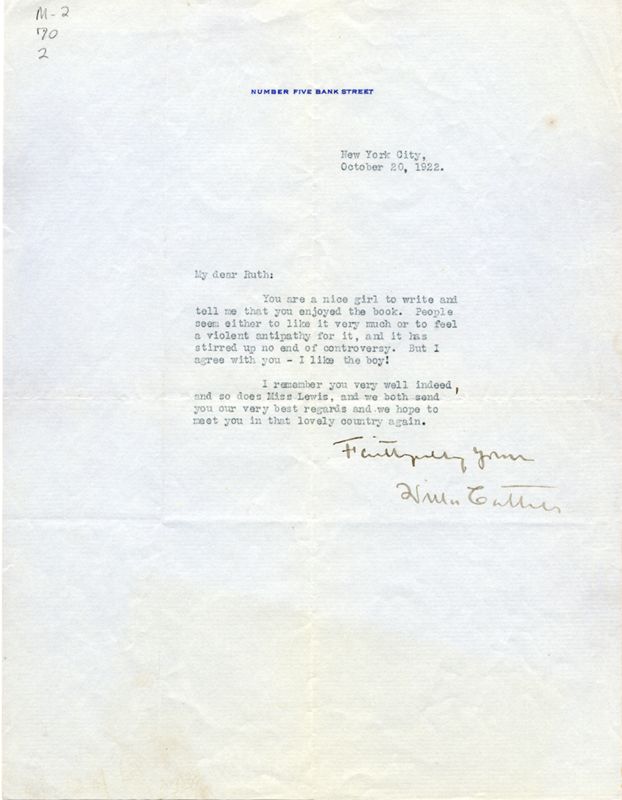 M-2
70
2
NUMBER FIVE BANK STREET
New York City,
October 20, 1922.
My dear Ruth:
You are a nice girl to write and
tell me that you enjoyed the book. People
seem either to like it very much or to feel
a violent antipathy for it, and it has
stirred up no end of controversy. But I
agree with you - I like the boy!
I remember you very well indeed,
and so does Miss Lewis, and we both send
you our very best regards and we hope to
meet you in that lovely country again.
Faithfully yours
Willa Cather